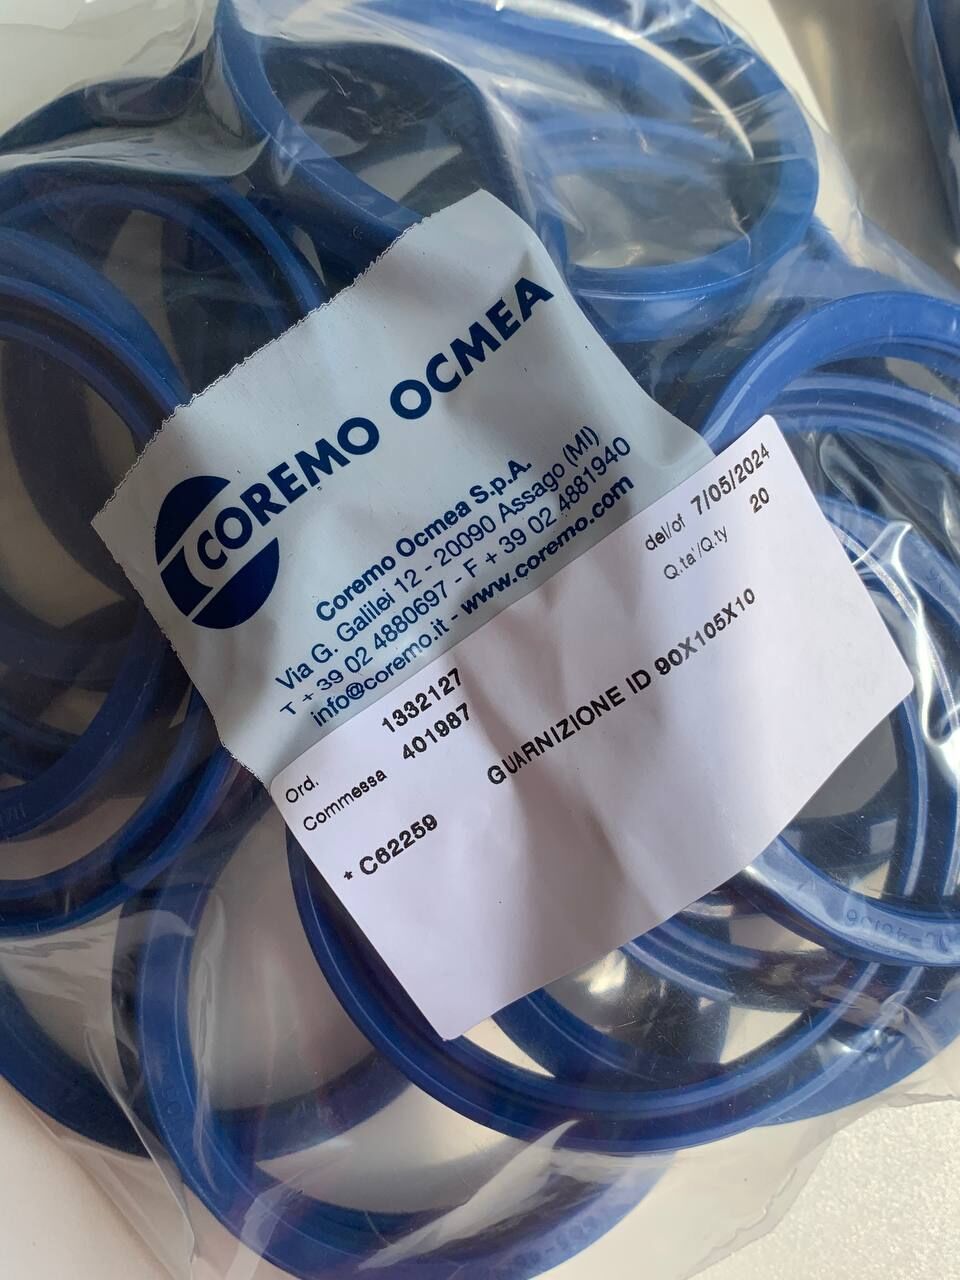 COREMO OCMEA
Coremo Ocmea S.p.A.
Via G. Galilei 12 - 20090 Assago (MI)
T + 39 02 4880697 - F + 39 02 4881940
info@coremo.it - www.coremo.com
Ord. 1332127 del/of 7/05/2024
Commessa 401987 Q.ta'/Q.ty 20
* C62259 GUARNIZIONE ID 90X105X10